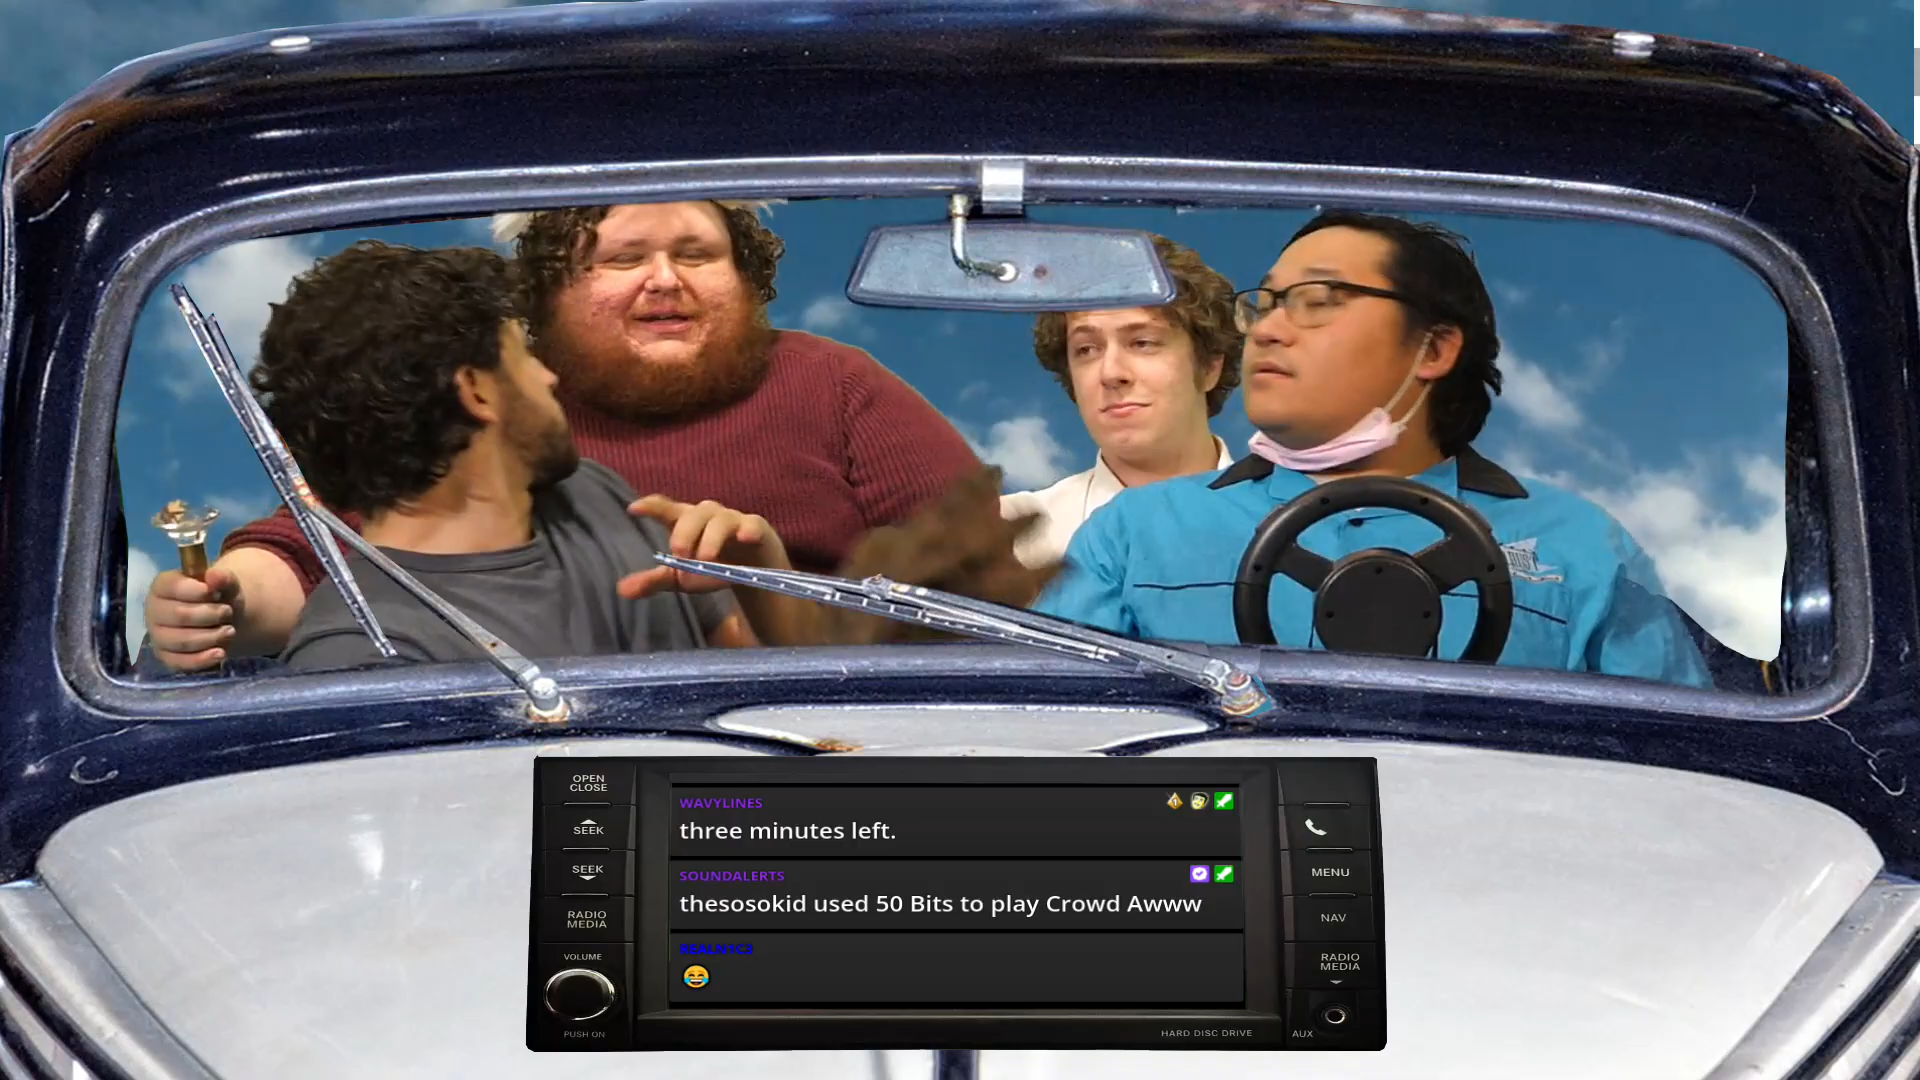 OPEN
CLOSE
SEEK
SEEK
RADIO
MEDIA
VOLUME
PUSH ON
WAVYLINES
three minutes left.
SOUNDALERTS
thesosokid used 50 Bits to play Crowd Awww
😂
HARD DISC DRIVE
MENU
NAV
RADIO
MEDIA
AUX